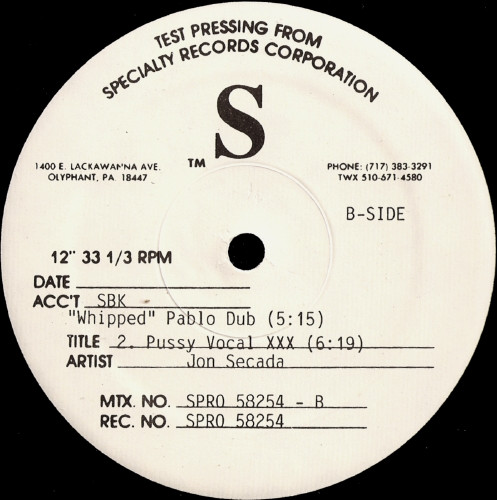 TEST PRESSING FROM
SPECIALTY RECORDS CORPORATION
S
TM
1400 E. LACKAWANNA AVE.
OLYPHANT, PA. 18447
PHONE: (717) 383-3291
TWX 510-671-4580
B-SIDE
12" 33 1/3 RPM
DATE
ACC'T SBK
"Whipped" Pablo Dub (5:15)
TITLE 2. Pussy Vocal XXX (6:19)
ARTIST Jon Secada
MTX. NO. SPRO 58254 - B
REC. NO. SPRO 58254